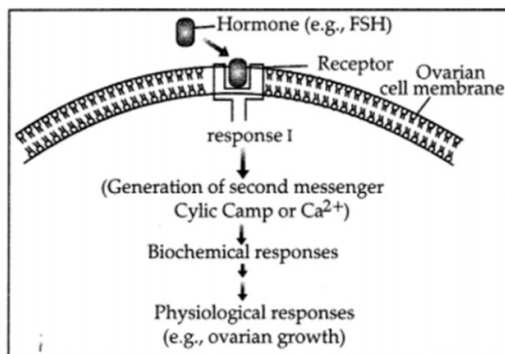 Hormone (e.g., FSH)
Receptor
Ovarian
cell membrane
response I
(Generation of second messenger
Cylic Camp or Ca²⁺)
Biochemical responses
Physiological responses
(e.g., ovarian growth)
i